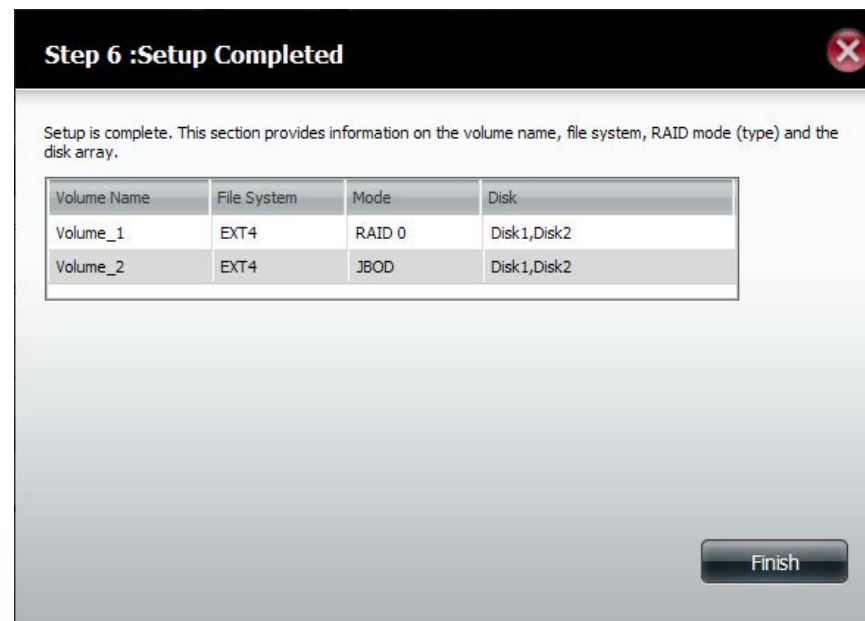 Step 6 :Setup Completed
Setup is complete. This section provides information on the volume name, file system, RAID mode (type) and the
disk array.
Volume Name File System Mode Disk
Volume_1 EXT4 RAID 0 Disk1,Disk2
Volume_2 EXT4 JBOD Disk1,Disk2
Finish